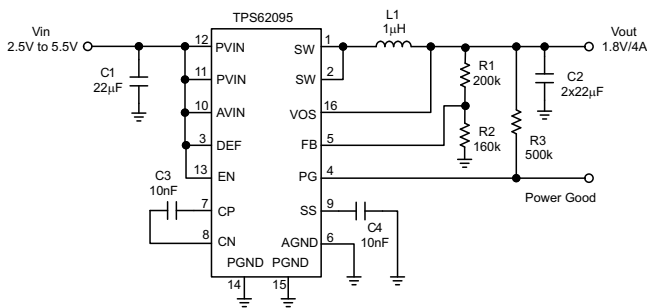 TPS62095
Vin
2.5V to 5.5V
12 PVIN
11 PVIN
10 AVIN
3 DEF
13 EN
7 CP
8 CN
C1
22μF
C3
10nF
SW 1
SW 2
VOS 16
FB 5
PG 4
SS 9
AGND 6
PGND PGND
14 15
L1
1μH
R1
200k
R2
160k
R3
500k
C2
2x22μF
C4
10nF
Vout
1.8V/4A
Power Good